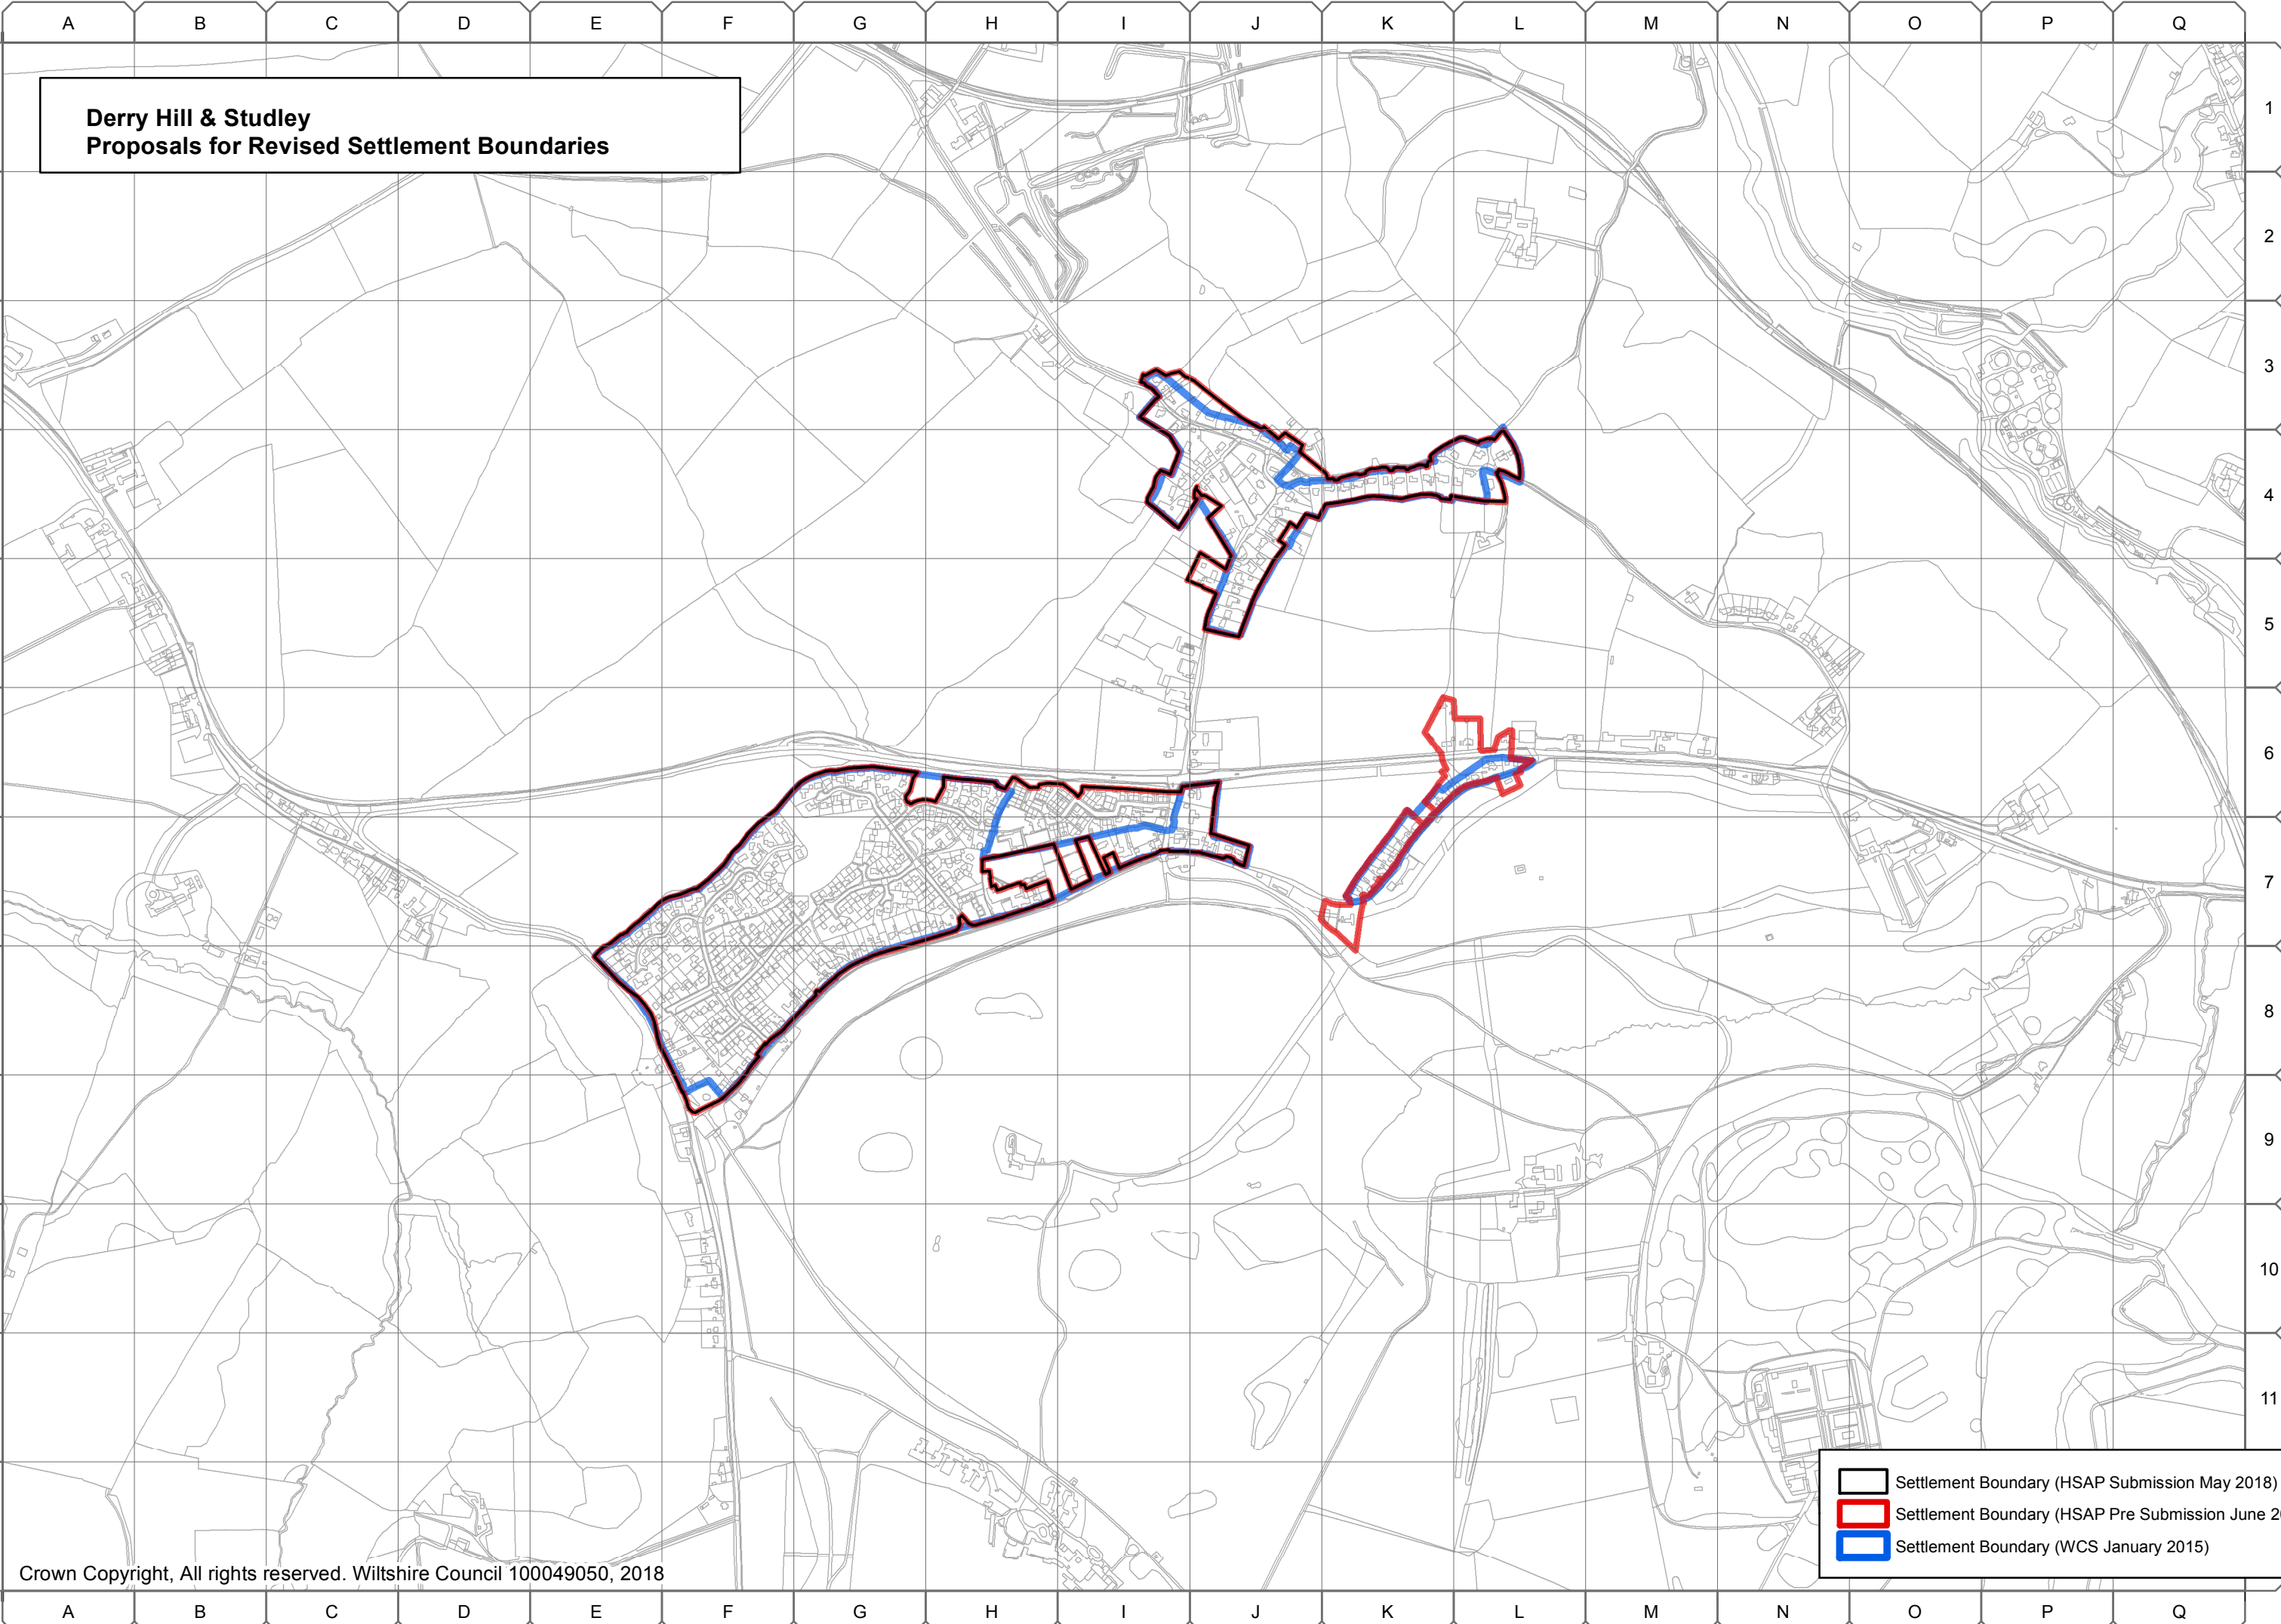 A B C D E F G H I J K L M N O P Q
Derry Hill & Studley
Proposals for Revised Settlement Boundaries
1
2
3
4
5
6
7
8
9
10
11
Settlement Boundary (HSAP Submission May 2018)
Settlement Boundary (HSAP Pre Submission June 2
Settlement Boundary (WCS January 2015)
Crown Copyright, All rights reserved. Wiltshire Council 100049050, 2018
A B C D E F G H I J K L M N O P Q